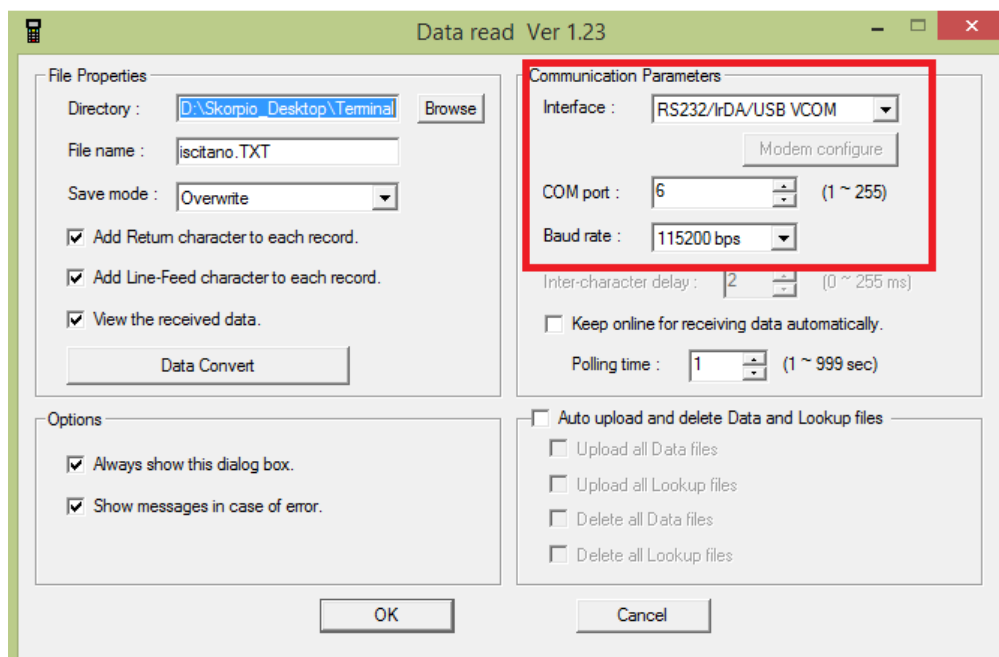 Data read Ver 1.23
File Properties
Directory : D:\Skorpio_Desktop\Terminal Browse
File name : iscitano.TXT
Save mode : Overwrite
Add Return character to each record.
Add Line-Feed character to each record.
View the received data.
Data Convert
Communication Parameters
Interface : RS232/IrDA/USB VCOM
Modem configure
COM port : 6 (1 ~ 255)
Baud rate : 115200 bps
Inter-character delay : 2 (0 ~ 255 ms)
Keep online for receiving data automatically.
Polling time : 1 (1 ~ 999 sec)
Options
Always show this dialog box.
Show messages in case of error.
Auto upload and delete Data and Lookup files
Upload all Data files
Upload all Lookup files
Delete all Data files
Delete all Lookup files
OK Cancel